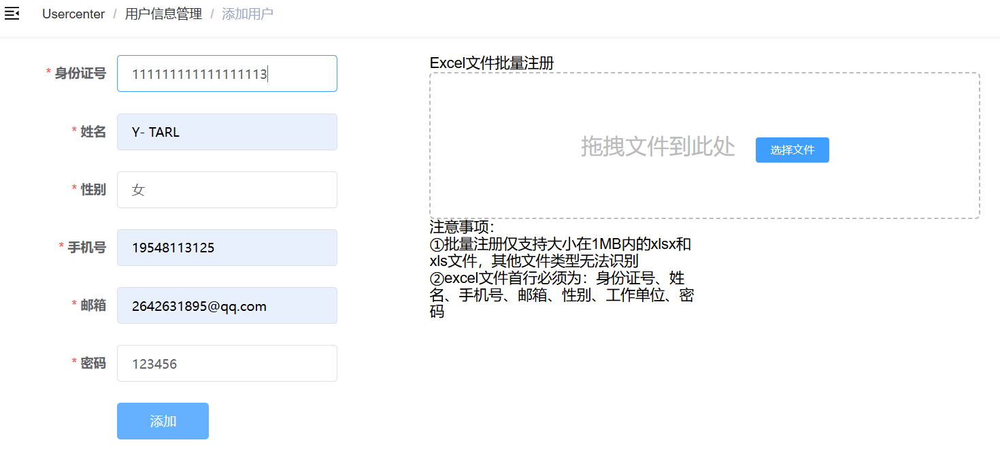 Usercenter / 用户信息管理 / 添加用户
* 身份证号 111111111111111113
* 姓名 Y- TARL
* 性别 女
* 手机号 19548113125
* 邮箱 2642631895@qq.com
* 密码 123456
添加
Excel文件批量注册
拖拽文件到此处 选择文件
注意事项：
①批量注册仅支持大小在1MB内的xlsx和
xls文件，其他文件类型无法识别
②excel文件首行必须为：身份证号、姓
名、手机号、邮箱、性别、工作单位、密
码